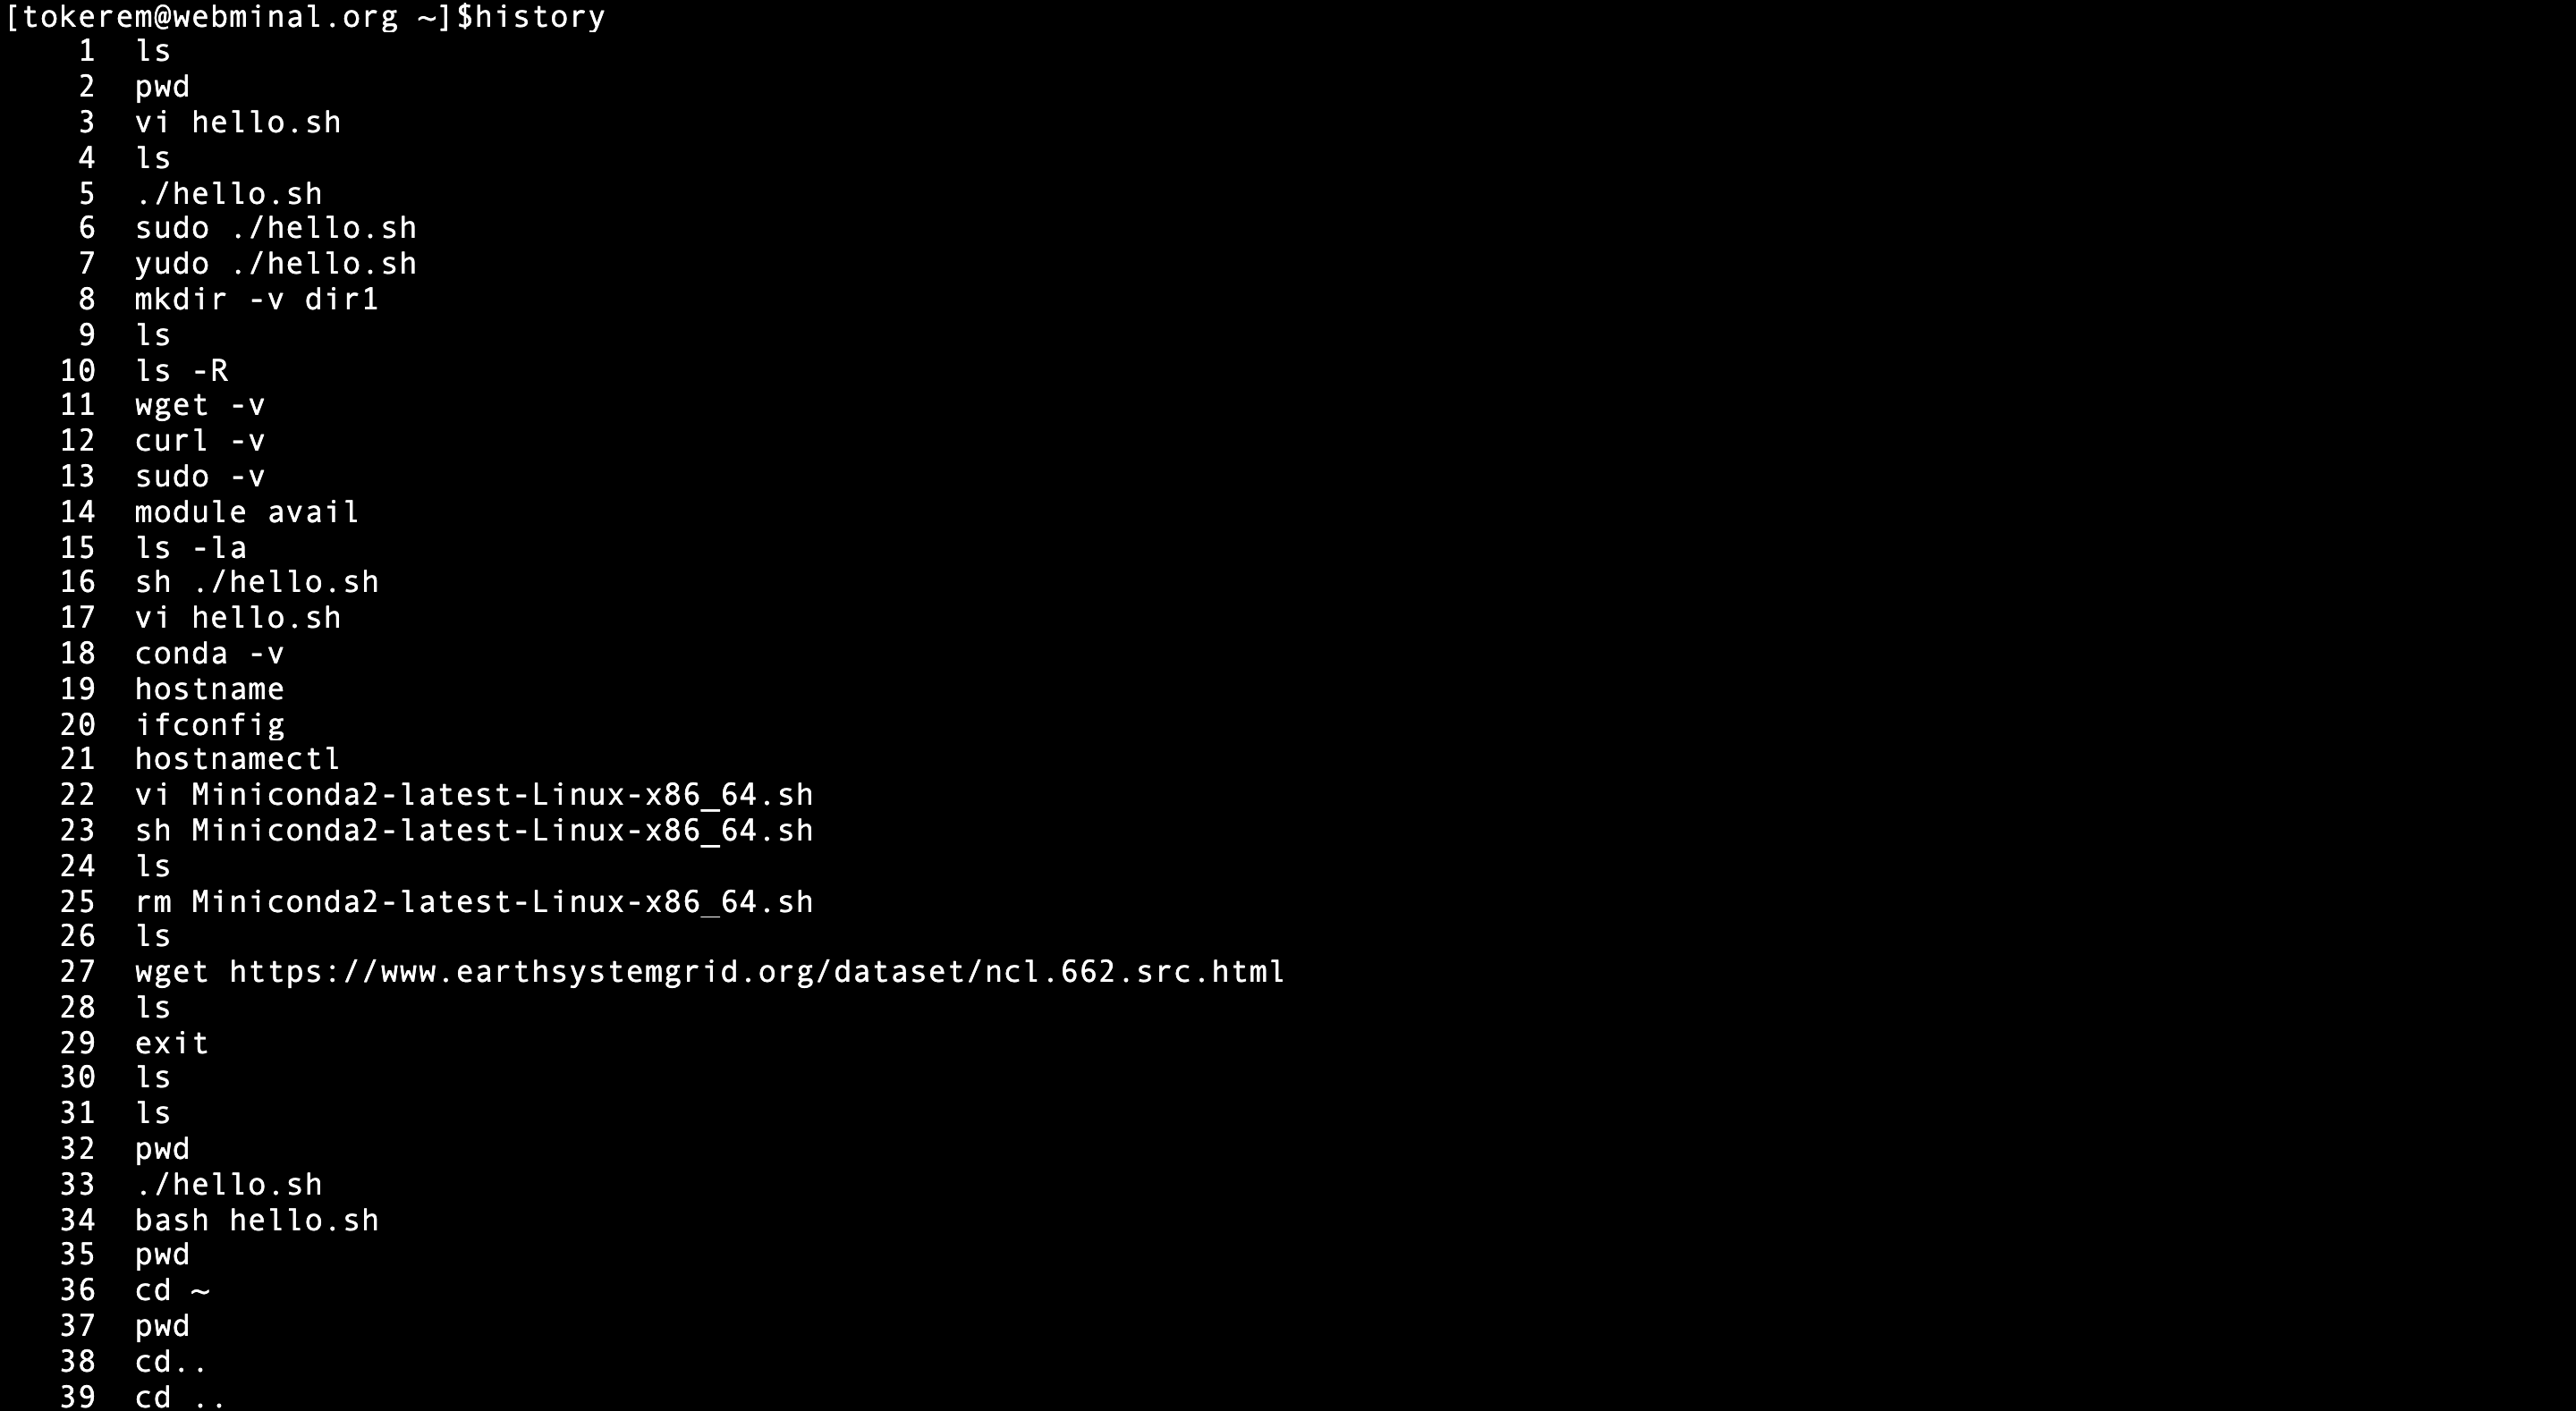 [tokerem@webminal.org ~]$history
1 ls
2 pwd
3 vi hello.sh
4 ls
5 ./hello.sh
6 sudo ./hello.sh
7 yudo ./hello.sh
8 mkdir -v dir1
9 ls
10 ls -R
11 wget -v
12 curl -v
13 sudo -v
14 module avail
15 ls -la
16 sh ./hello.sh
17 vi hello.sh
18 conda -v
19 hostname
20 ifconfig
21 hostnamectl
22 vi Miniconda2-latest-Linux-x86_64.sh
23 sh Miniconda2-latest-Linux-x86_64.sh
24 ls
25 rm Miniconda2-latest-Linux-x86_64.sh
26 ls
27 wget https://www.earthsystemgrid.org/dataset/ncl.662.src.html
28 ls
29 exit
30 ls
31 ls
32 pwd
33 ./hello.sh
34 bash hello.sh
35 pwd
36 cd ~
37 pwd
38 cd..
39 cd ..